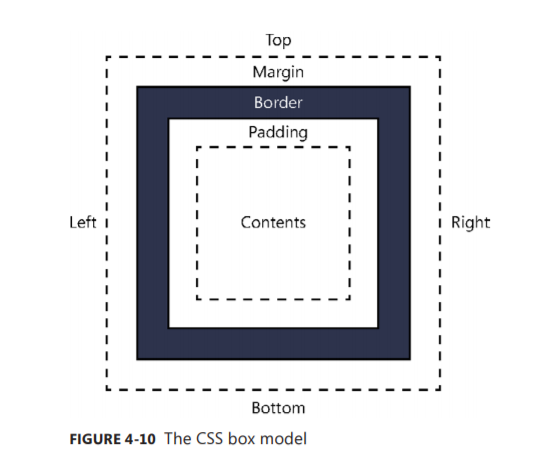 Top
Margin
Border
Padding
Left
Contents
Right
Bottom
FIGURE 4-10 The CSS box model